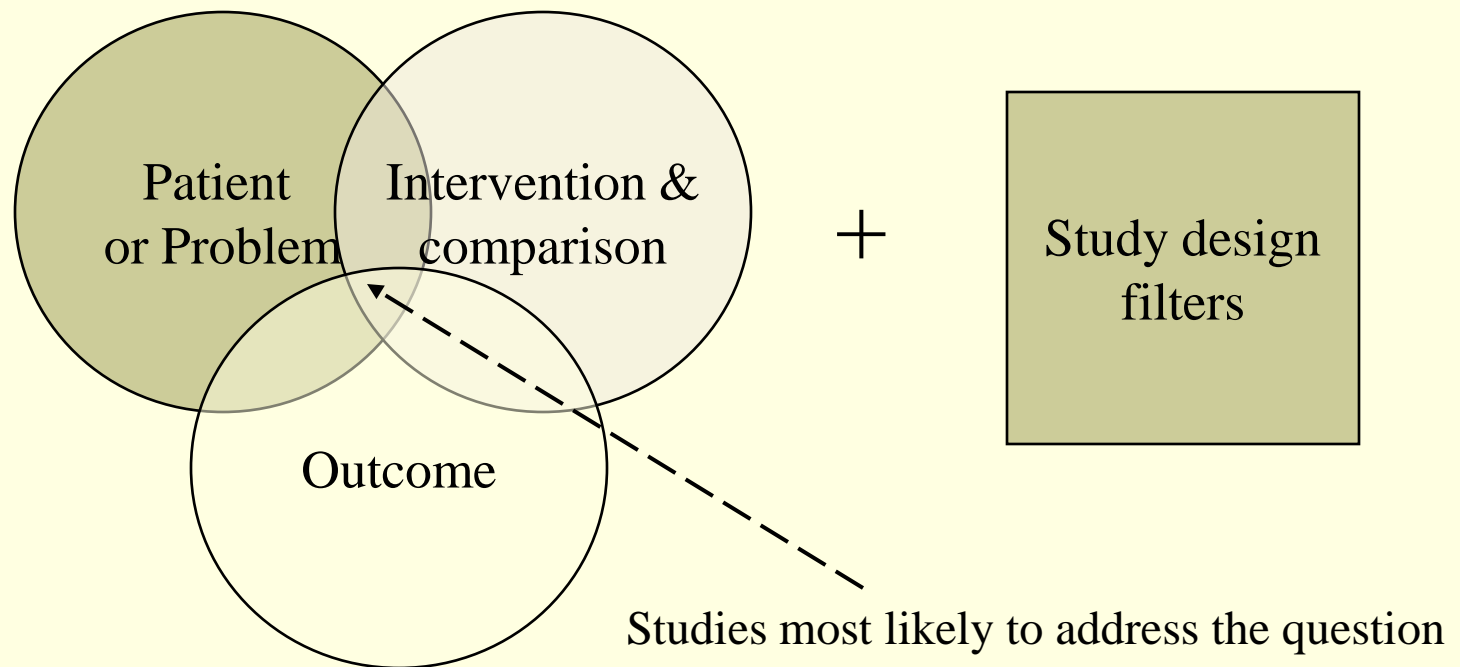 Patient
or Problem
Intervention &
comparison
+
Study design
filters
Outcome
Studies most likely to address the question